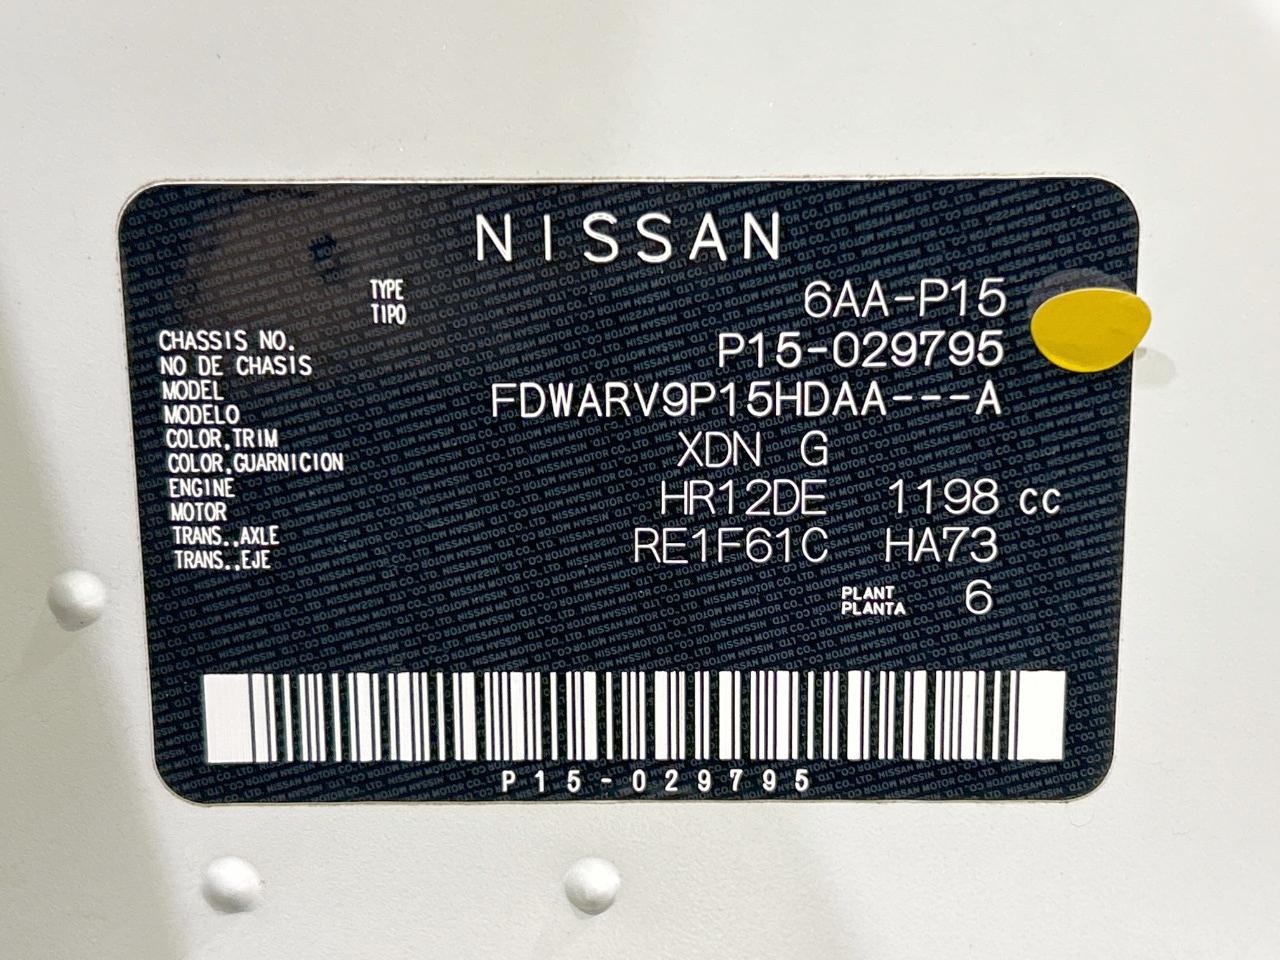 NISSAN
TYPE
TIPO
6AA-P15
CHASSIS NO.
NO DE CHASIS
P15-029795
MODEL
MODELO
FDWARV9P15HDAA---A
COLOR,TRIM
COLOR,GUARNICION
XDN G
ENGINE
MOTOR
HR12DE 1198 cc
TRANS.,AXLE
TRANS.,EJE
RE1F61C HA73
PLANT
PLANTA
6
P15-029795